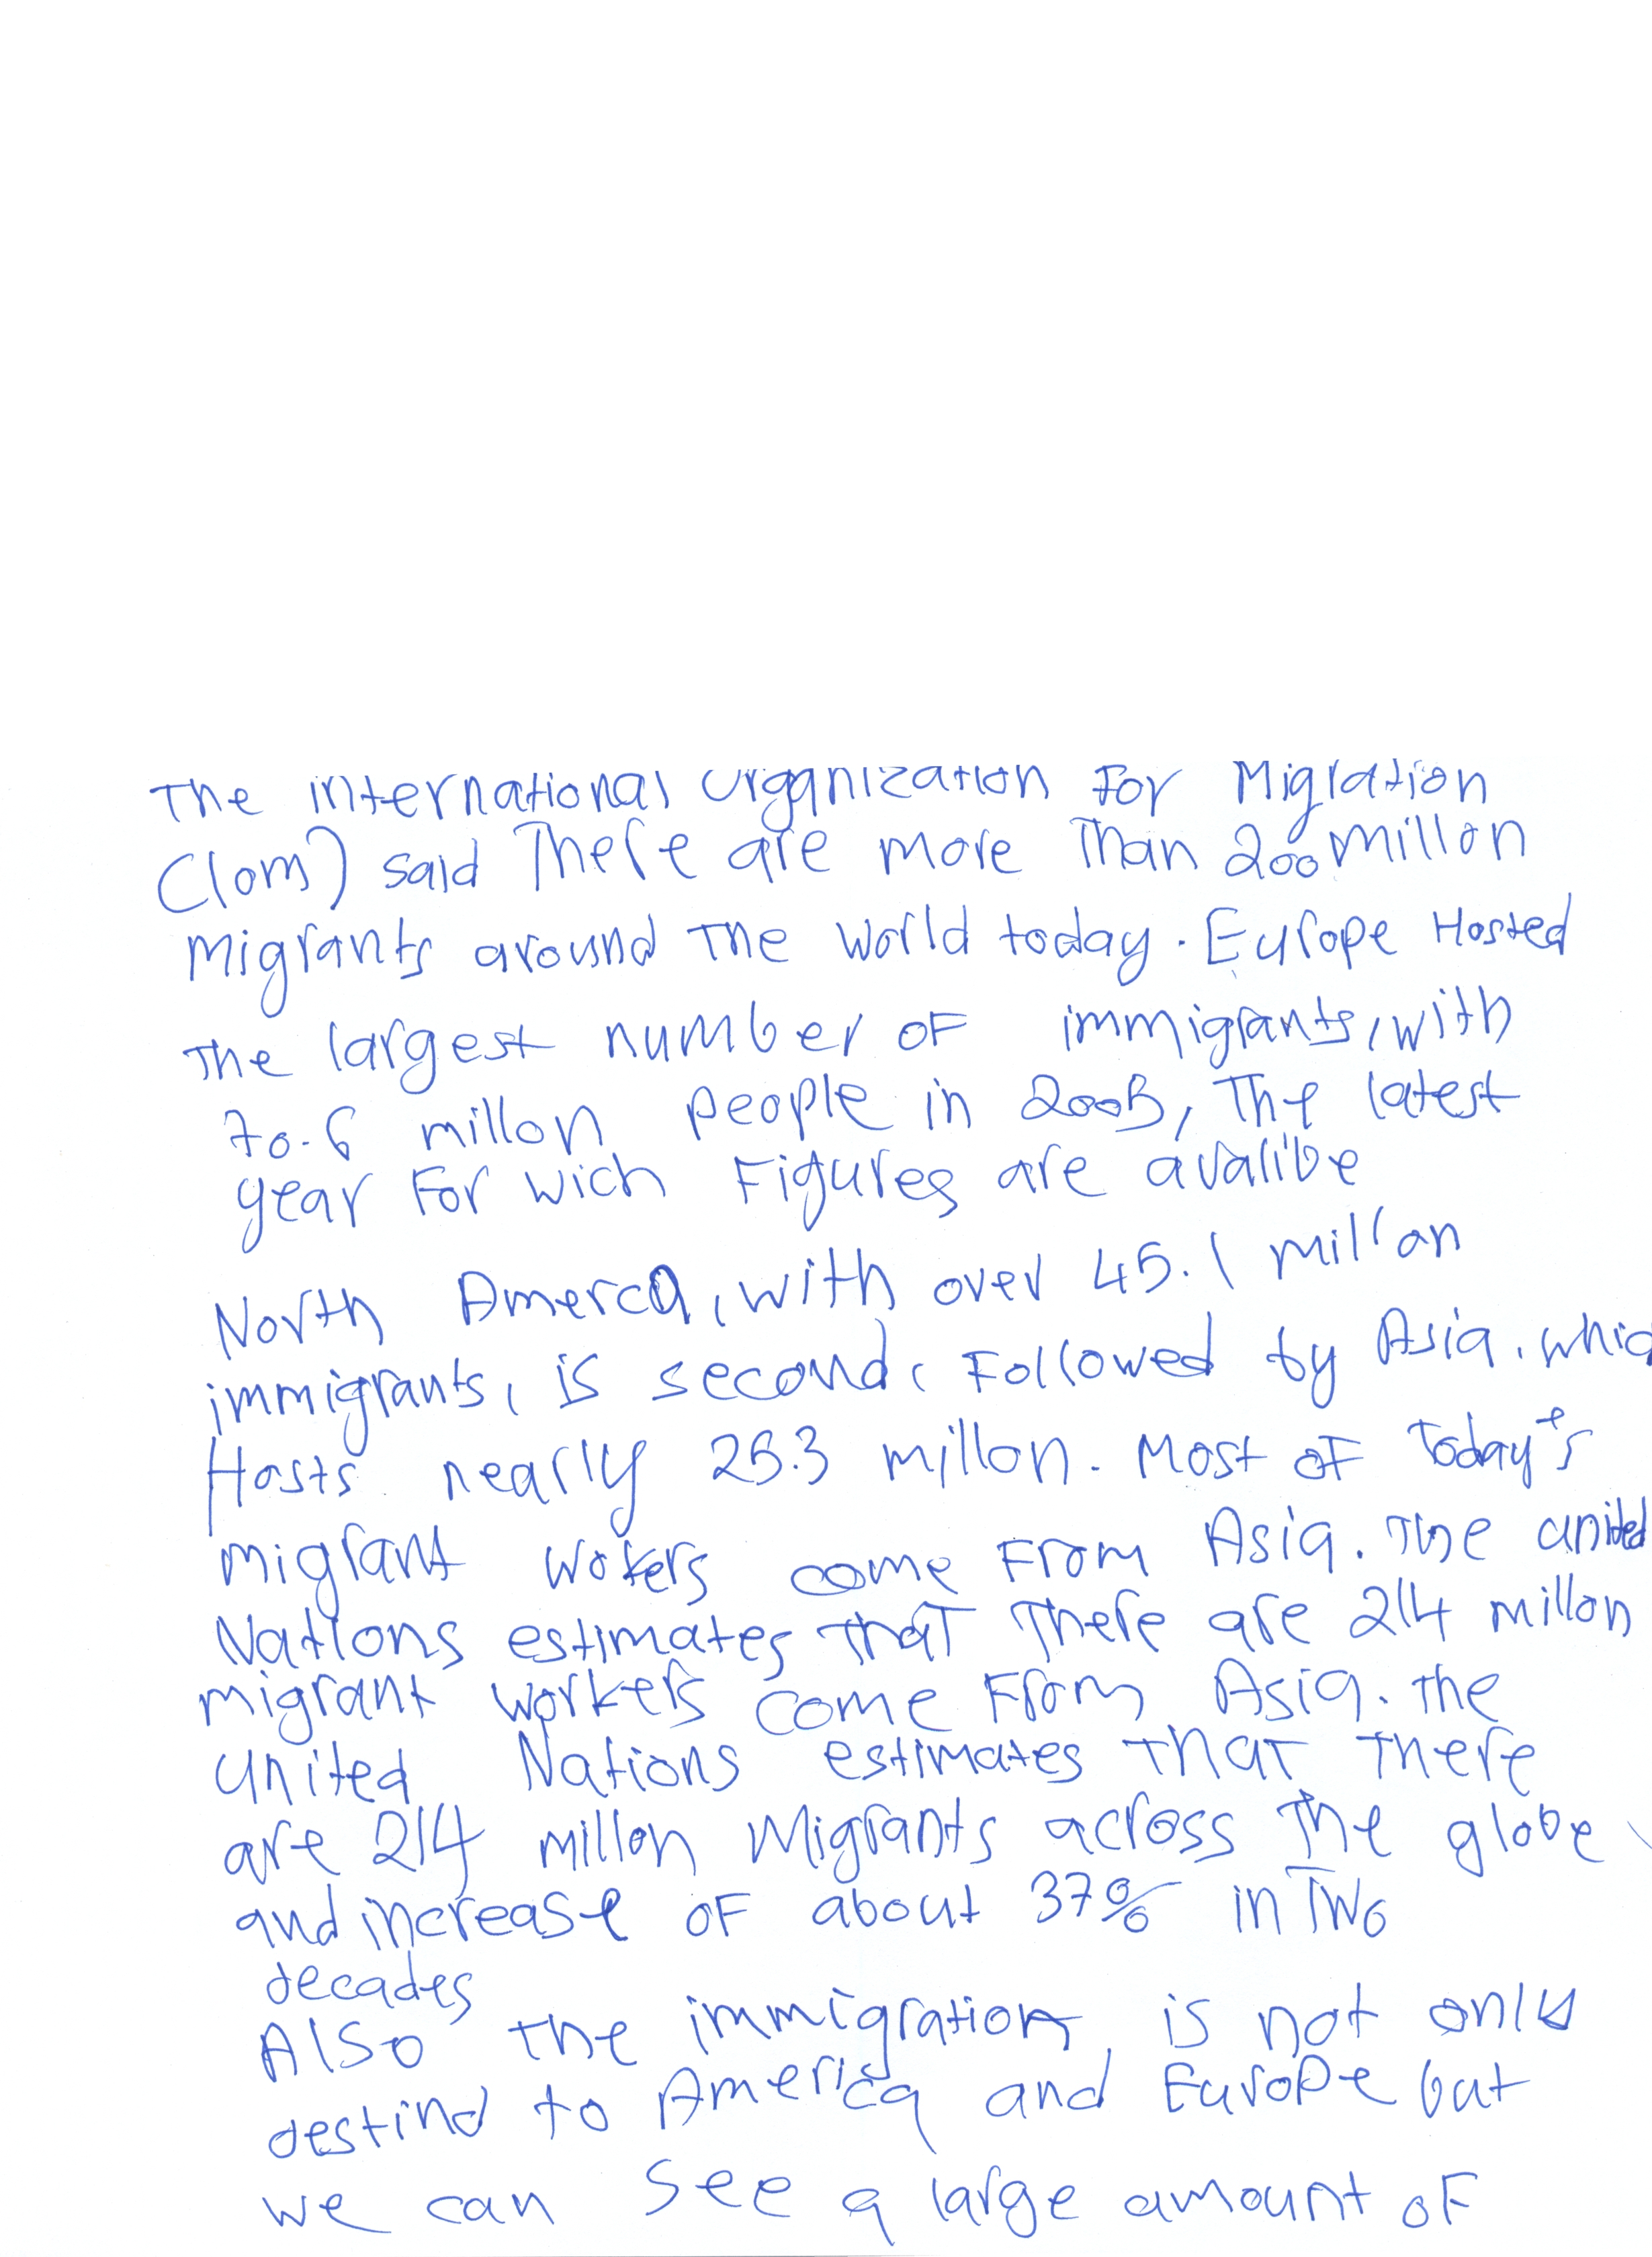 The international organization For Migration
(Iom) said There are more Than 200 millon
Migrants around The world today. Europe Hosted
The largest number oF immigrants, with
70.6 millon people in 200B, The latest
year For wich Figures are avalibe
North Amerca, with over 45.1 millan
immigrants, is second, Followed by Asia, whic
Hosts nearly 25.3 millon. Most oF Today's
migrant wokers come From Asia. The united
Nations estimates that There are 214 millon
migrant workers come From Asia. The
united Nations estimates That There
are 214 millon Migrants across The globe
and increase oF about 37% in Two
decades
Also The immigration is not only
destind to America and Europe but
we can see a large amount oF